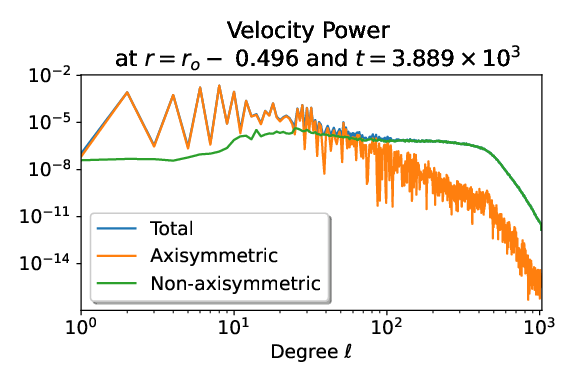 Velocity Power
at r = r_o − 0.496 and t = 3.889 × 10^3
10^−2
10^−5
10^−8
10^−11
10^−14
Total
Axisymmetric
Non-axisymmetric
10^0 10^1 10^2 10^3
Degree ℓ